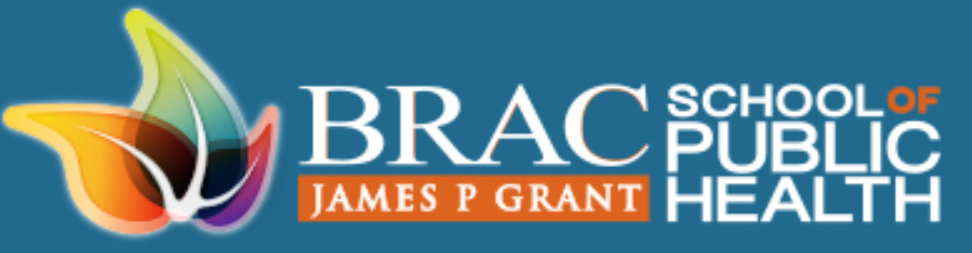 BRAC
JAMES P GRANT
SCHOOL OF
PUBLIC
HEALTH